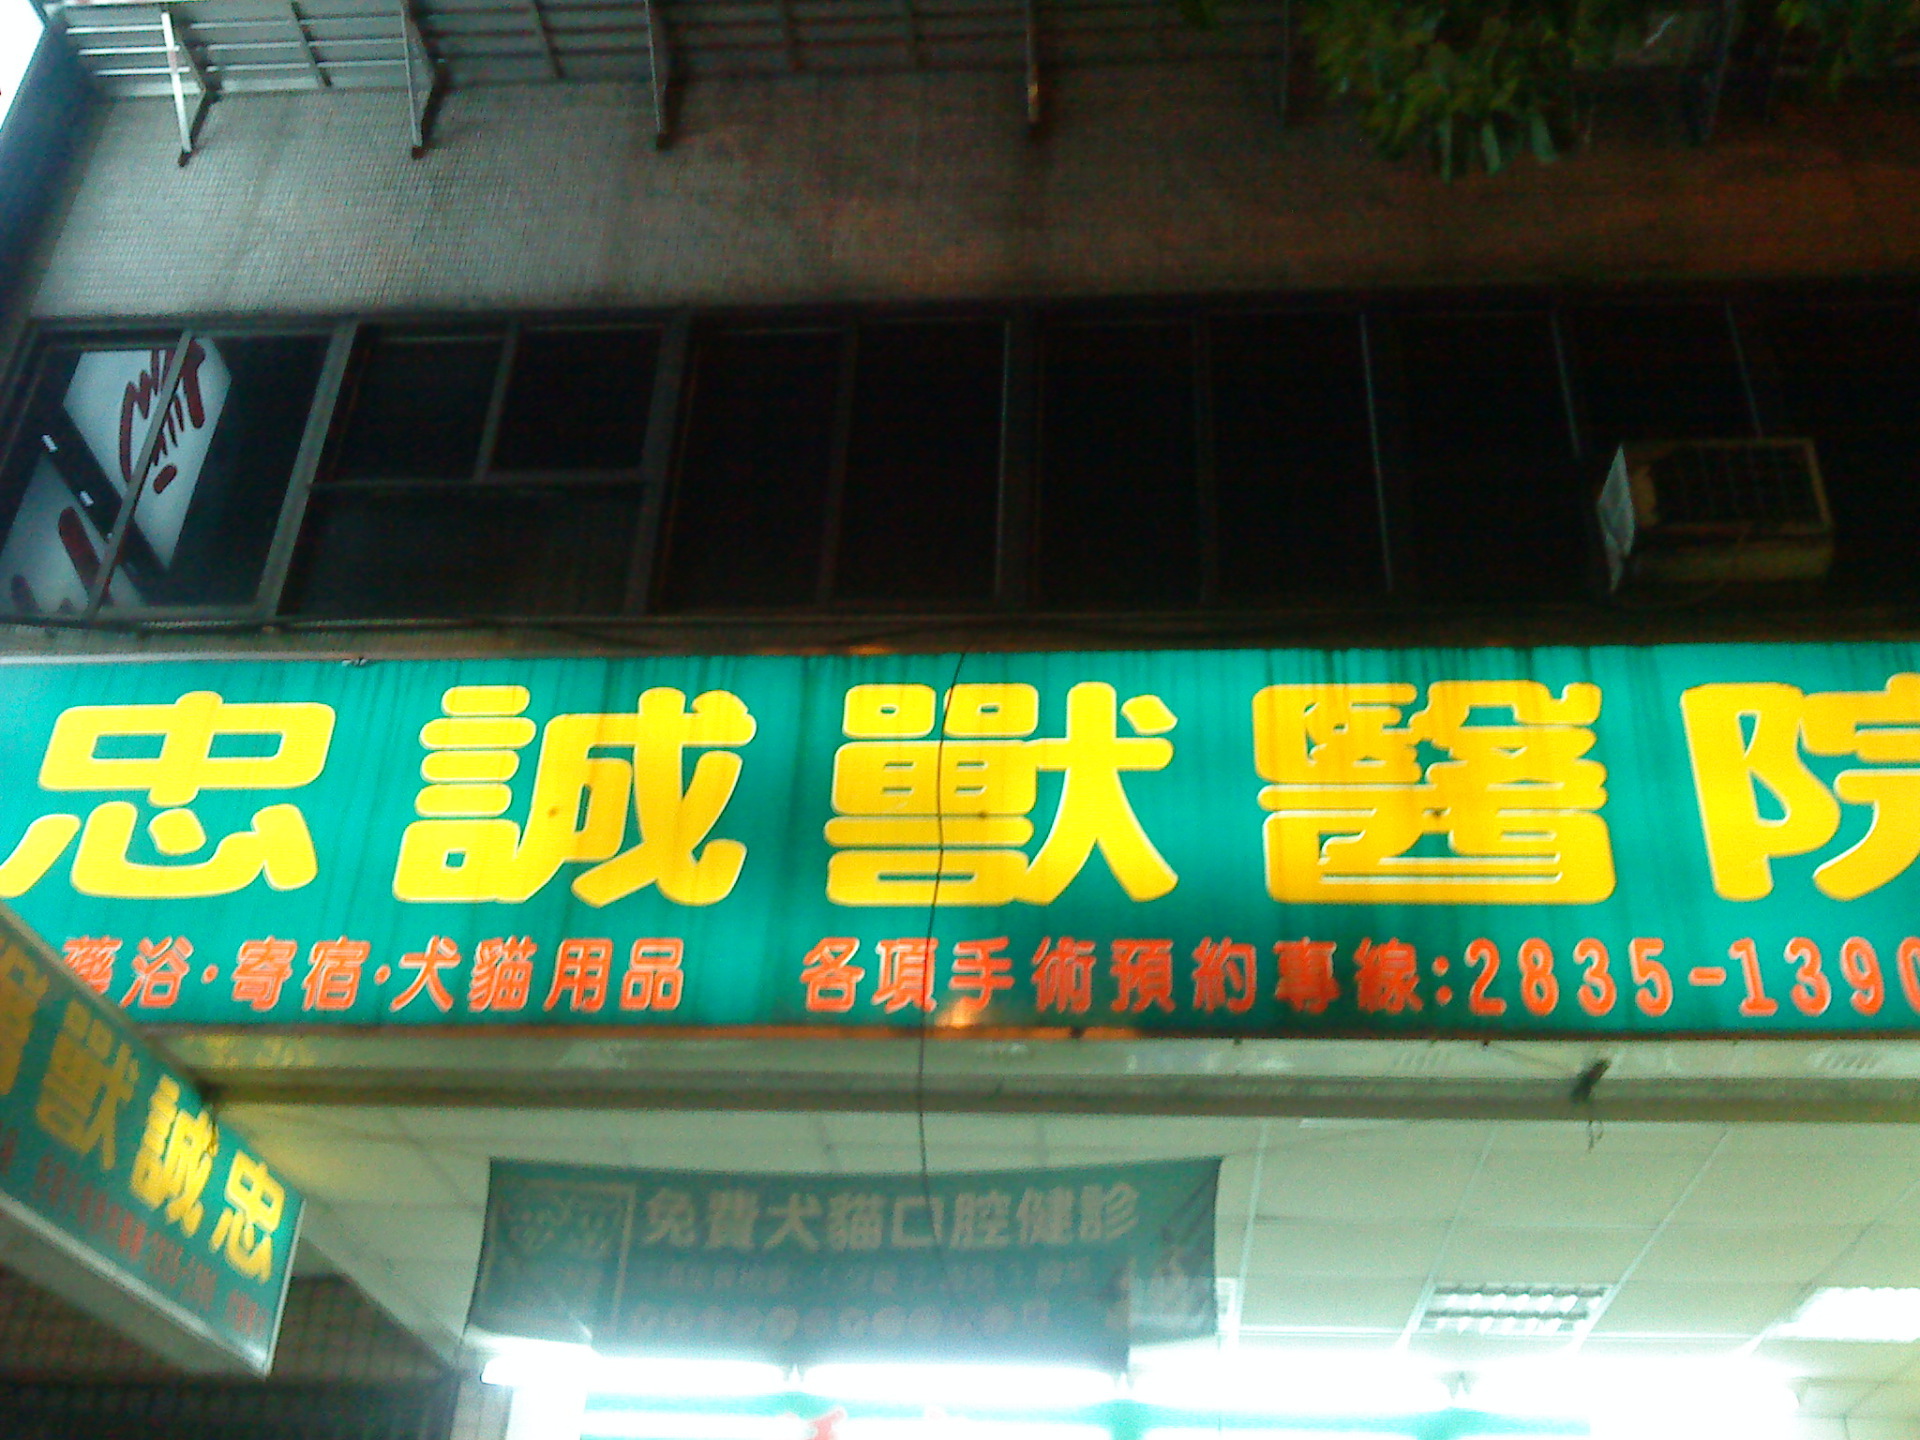 忠誠獸醫院
藥浴·寄宿·犬貓用品 各項手術預約專線:2835-1390
獸誠忠
免費犬貓口腔健診